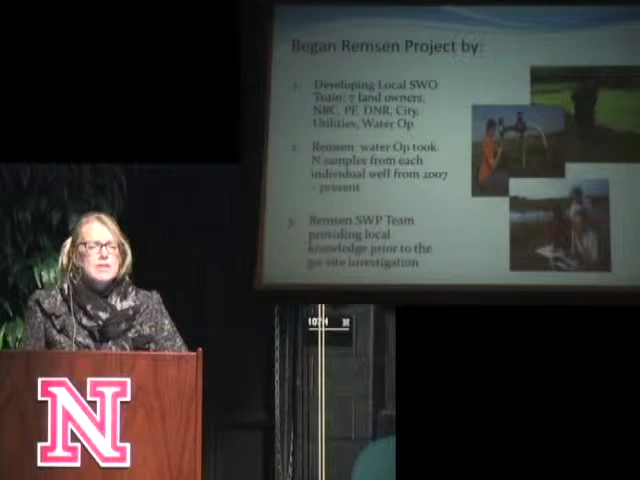 Began Remsen Project by:
1. Developing Local SWO
Team: 7 land owners,
NRC, PF, DNR, City,
Utilities, Water Op
2. Remsen water Op took
N samples from each
individual well from 2007
- present
3. Remsen SWP Team
providing local
knowledge prior to the
site investigation
N